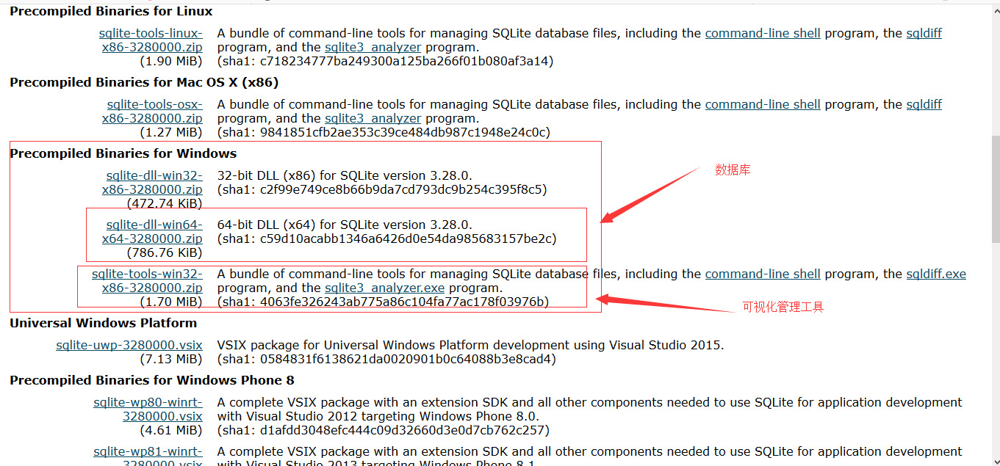 Precompiled Binaries for Linux
sqlite-tools-linux- A bundle of command-line tools for managing SQLite database files, including the command-line shell program, the sqldiff
x86-3280000.zip program, and the sqlite3_analyzer program.
(1.90 MiB) (sha1: c718234777ba249300a125ba266f01b080af3a14)
Precompiled Binaries for Mac OS X (x86)
sqlite-tools-osx- A bundle of command-line tools for managing SQLite database files, including the command-line shell program, the sqldiff
x86-3280000.zip program, and the sqlite3_analyzer program.
(1.27 MiB) (sha1: 9841851cfb2ae353c39ce484db987c1948e24c0c)
Precompiled Binaries for Windows
sqlite-dll-win32- 32-bit DLL (x86) for SQLite version 3.28.0.
x86-3280000.zip (sha1: c2f99e749ce8b66b9da7cd793dc9b254c395f8c5)
(472.74 KiB)
数据库
sqlite-dll-win64- 64-bit DLL (x64) for SQLite version 3.28.0.
x64-3280000.zip (sha1: c59d10acabb1346a6426d0e54da985683157be2c)
(786.76 KiB)
sqlite-tools-win32- A bundle of command-line tools for managing SQLite database files, including the command-line shell program, the sqldiff.exe
x86-3280000.zip program, and the sqlite3_analyzer.exe program.
(1.70 MiB) (sha1: 4063fe326243ab775a86c104fa77ac178f03976b)
可视化管理工具
Universal Windows Platform
sqlite-uwp-3280000.vsix VSIX package for Universal Windows Platform development using Visual Studio 2015.
(7.13 MiB) (sha1: 0584831f6138621da0020901b0c64088b3e8cad4)
Precompiled Binaries for Windows Phone 8
sqlite-wp80-winrt- A complete VSIX package with an extension SDK and all other components needed to use SQLite for application development
3280000.vsix with Visual Studio 2012 targeting Windows Phone 8.0.
(4.61 MiB) (sha1: d1afdd3048efc444c09d32660d3e0d7cb762c257)
sqlite-wp81-winrt- A complete VSIX package with an extension SDK and all other components needed to use SQLite for application development
3280000.vsix with Visual Studio 2013 targeting Windows Phone 8.1.